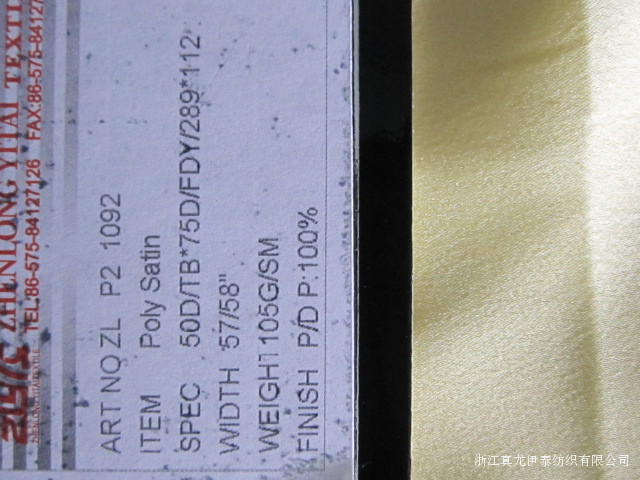 ZHENLONG YITAI TEXTI
TEL:86-575-84127126 FAX:86-575-84127
ART NO ZL P2 1092
ITEM Poly Satin
SPEC 50D/TB*75D/FDY/289*112
WIDTH 57/58"
WEIGHT 105G/SM
FINISH P/D P:100%
浙江真龙伊泰纺织有限公司